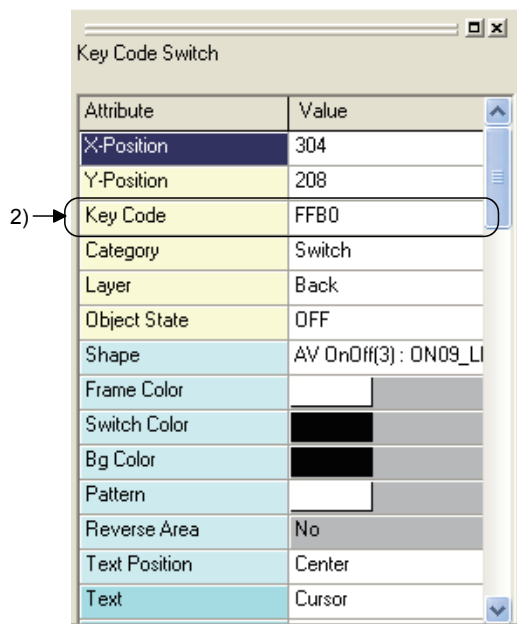 Key Code Switch
Attribute Value
X-Position 304
Y-Position 208
2) Key Code FFB0
Category Switch
Layer Back
Object State OFF
Shape AV OnOff(3) : ON09_LI
Frame Color
Switch Color
Bg Color
Pattern
Reverse Area No
Text Position Center
Text Cursor